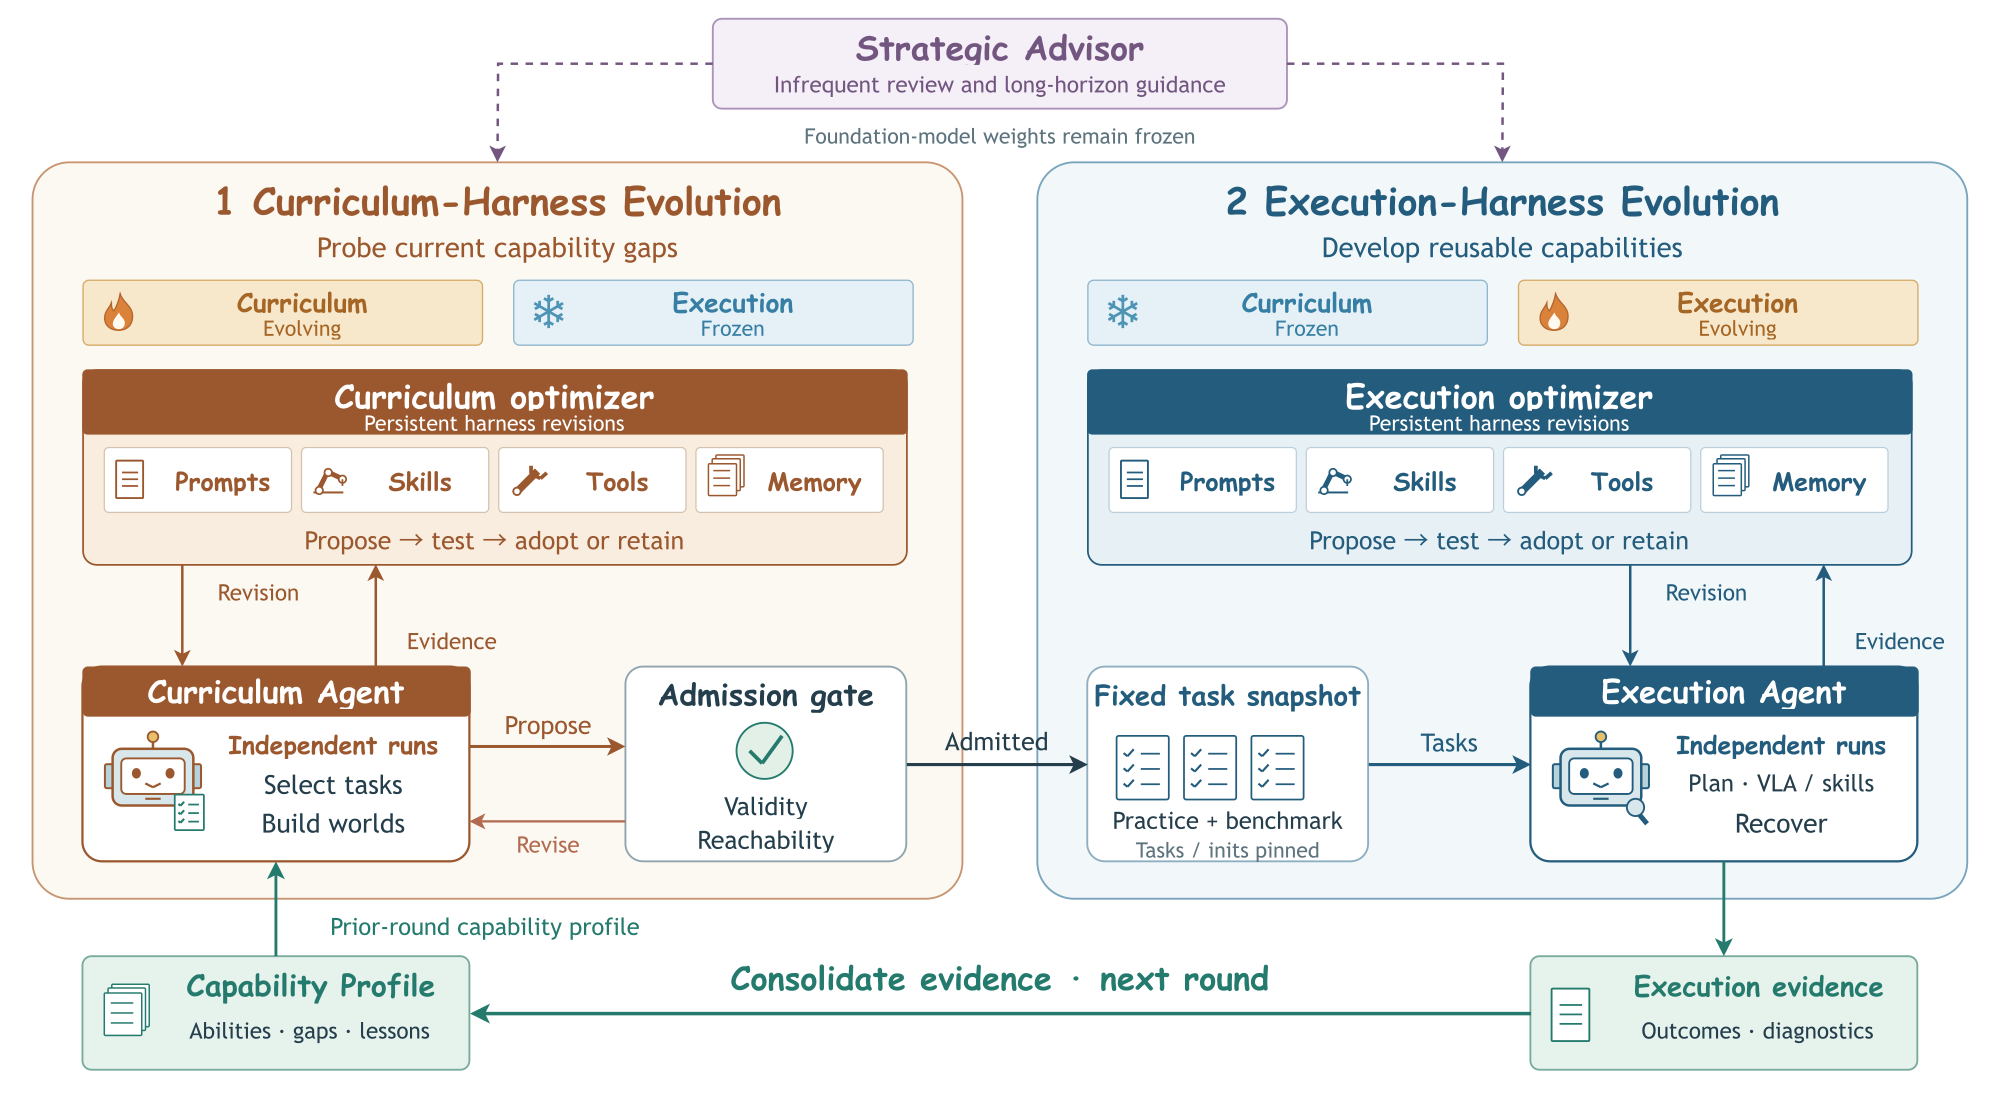 Strategic Advisor
Infrequent review and long-horizon guidance
Foundation-model weights remain frozen
1 Curriculum-Harness Evolution
Probe current capability gaps
Curriculum
Evolving
Execution
Frozen
Curriculum optimizer
Persistent harness revisions
Prompts
Skills
Tools
Memory
Propose → test → adopt or retain
Revision
Evidence
Curriculum Agent
Independent runs
Select tasks
Build worlds
Propose
Revise
Admission gate
Validity
Reachability
Admitted
2 Execution-Harness Evolution
Develop reusable capabilities
Curriculum
Frozen
Execution
Evolving
Execution optimizer
Persistent harness revisions
Prompts
Skills
Tools
Memory
Propose → test → adopt or retain
Revision
Evidence
Fixed task snapshot
Practice + benchmark
Tasks / inits pinned
Tasks
Execution Agent
Independent runs
Plan · VLA / skills
Recover
Prior-round capability profile
Capability Profile
Abilities · gaps · lessons
Consolidate evidence · next round
Execution evidence
Outcomes · diagnostics